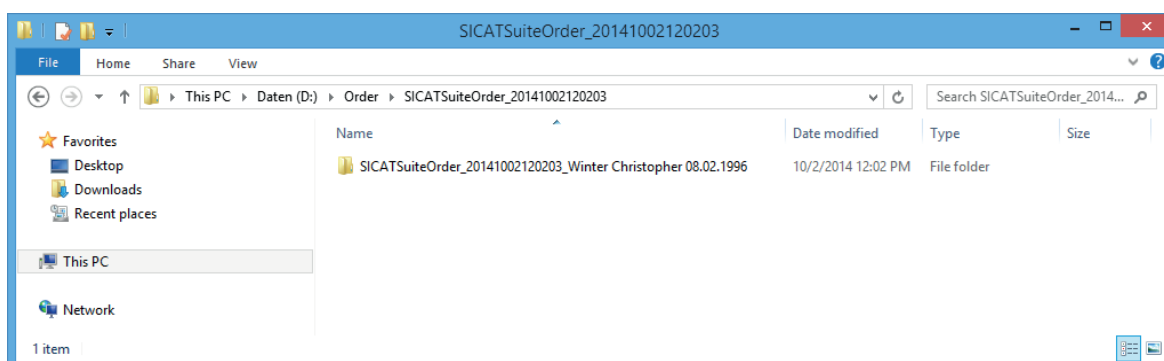 SICATSuiteOrder_20141002120203
File Home Share View
This PC Daten (D:) Order SICATSuiteOrder_20141002120203 Search SICATSuiteOrder_2014...
Favorites
Desktop
Downloads
Recent places
This PC
Network
Name Date modified Type Size
SICATSuiteOrder_20141002120203_Winter Christopher 08.02.1996 10/2/2014 12:02 PM File folder
1 item